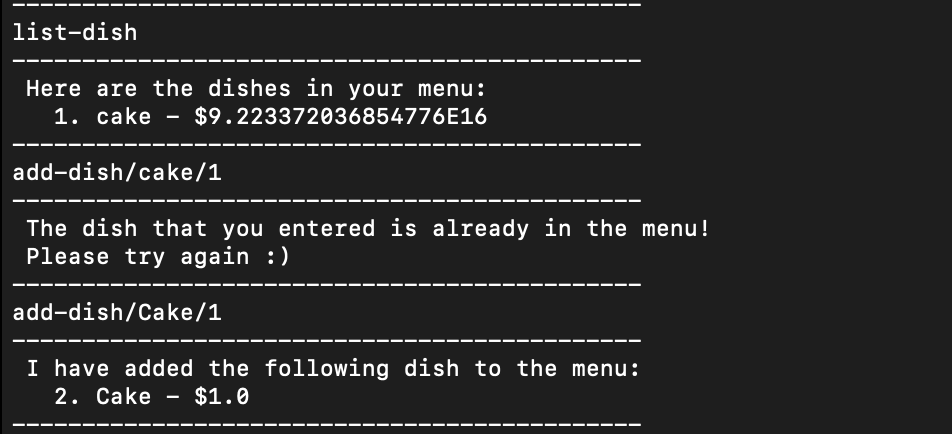 ---------------------------------------------
list-dish
---------------------------------------------
Here are the dishes in your menu:
1. cake - $9.223372036854776E16
---------------------------------------------
add-dish/cake/1
---------------------------------------------
The dish that you entered is already in the menu!
Please try again :)
---------------------------------------------
add-dish/Cake/1
---------------------------------------------
I have added the following dish to the menu:
2. Cake - $1.0
---------------------------------------------